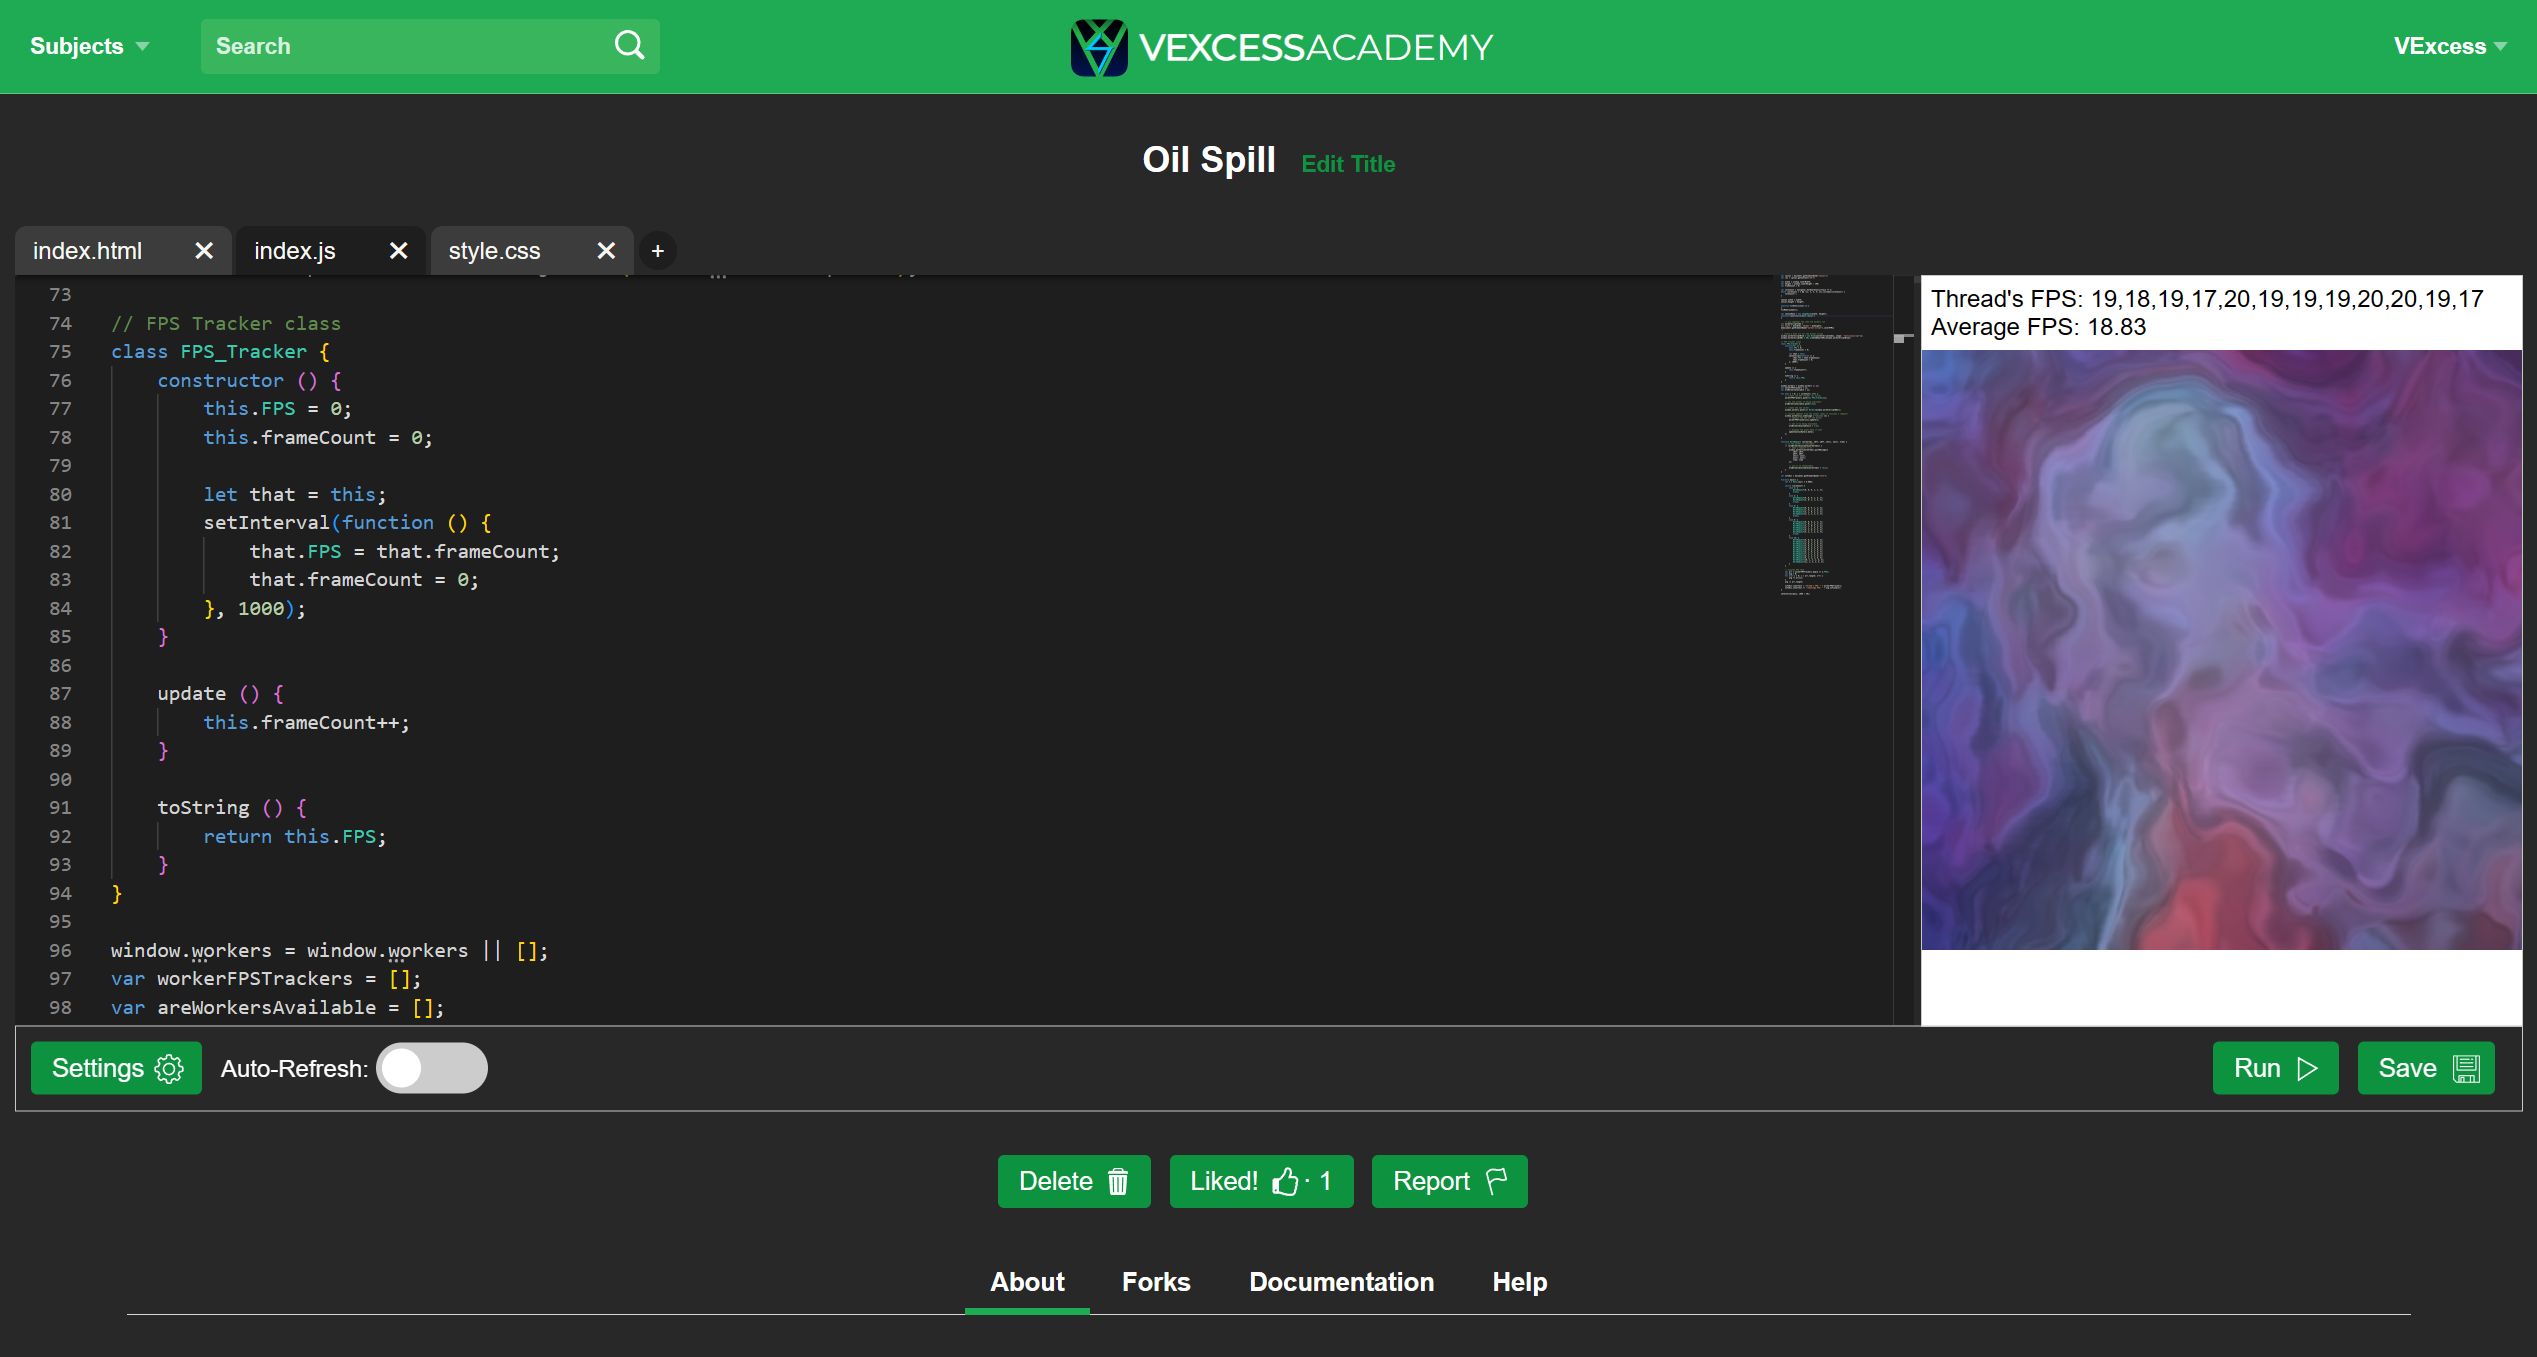 Subjects
Search
VEXCESSACADEMY
VExcess
Oil Spill
Edit Title
index.html
index.js
style.css
+
73
74 // FPS Tracker class
75 class FPS_Tracker {
76 constructor () {
77 this.FPS = 0;
78 this.frameCount = 0;
79
80 let that = this;
81 setInterval(function () {
82 that.FPS = that.frameCount;
83 that.frameCount = 0;
84 }, 1000);
85 }
86
87 update () {
88 this.frameCount++;
89 }
90
91 toString () {
92 return this.FPS;
93 }
94 }
95
96 window.workers = window.workers || [];
97 var workerFPSTrackers = [];
98 var areWorkersAvailable = [];
Thread's FPS: 19,18,19,17,20,19,19,19,20,20,19,17
Average FPS: 18.83
Settings
Auto-Refresh:
Run
Save
Delete
Liked! · 1
Report
About
Forks
Documentation
Help